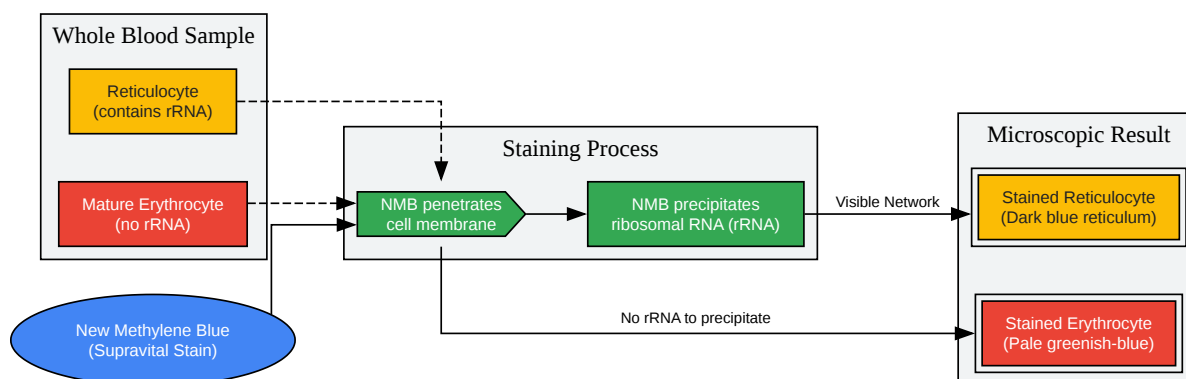 Whole Blood Sample
Reticulocyte
(contains rRNA)
Mature Erythrocyte
(no rRNA)
New Methylene Blue
(Supravital Stain)
Staining Process
NMB penetrates
cell membrane
NMB precipitates
ribosomal RNA (rRNA)
Visible Network
No rRNA to precipitate
Microscopic Result
Stained Reticulocyte
(Dark blue reticulum)
Stained Erythrocyte
(Pale greenish-blue)